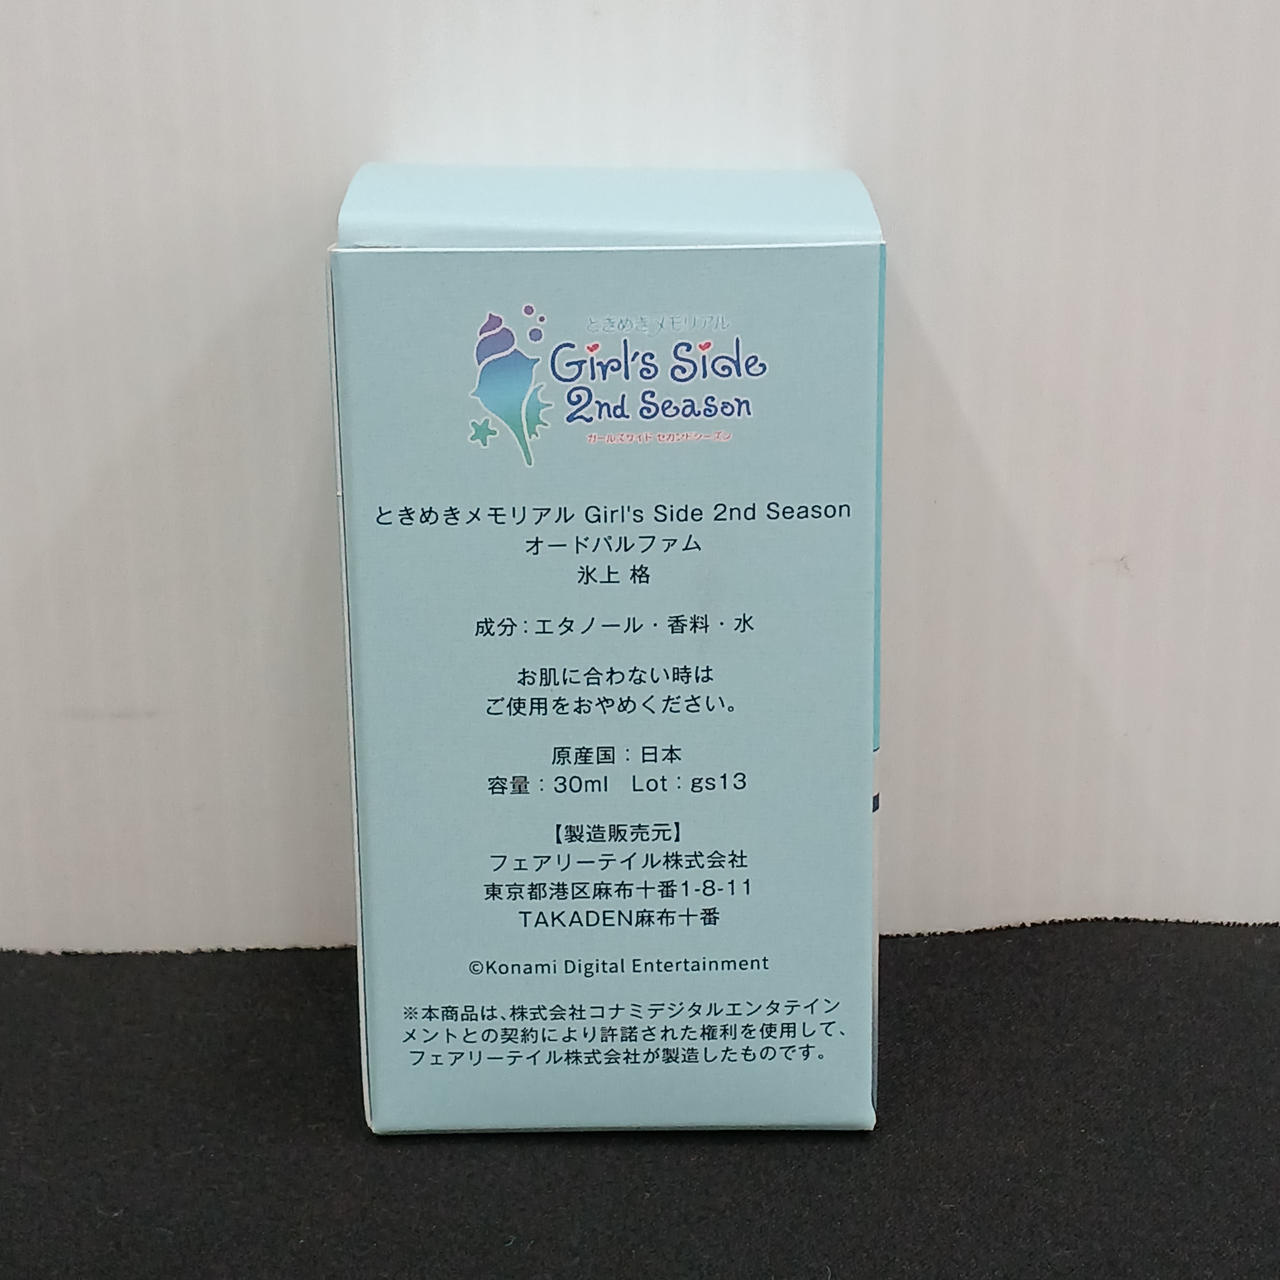 ときめきメモリアル
Girl's Side
2nd Season
ガールズサイド セカンドシーズン
ときめきメモリアル Girl's Side 2nd Season
オードパルファム
氷上 格
成分：エタノール・香料・水
お肌に合わない時は
ご使用をおやめください。
原産国：日本
容量：30ml Lot：gs13
【製造販売元】
フェアリーテイル株式会社
東京都港区麻布十番1-8-11
TAKADEN麻布十番
©Konami Digital Entertainment
※本商品は、株式会社コナミデジタルエンタテイン
メントとの契約により許諾された権利を使用して、
フェアリーテイル株式会社が製造したものです。